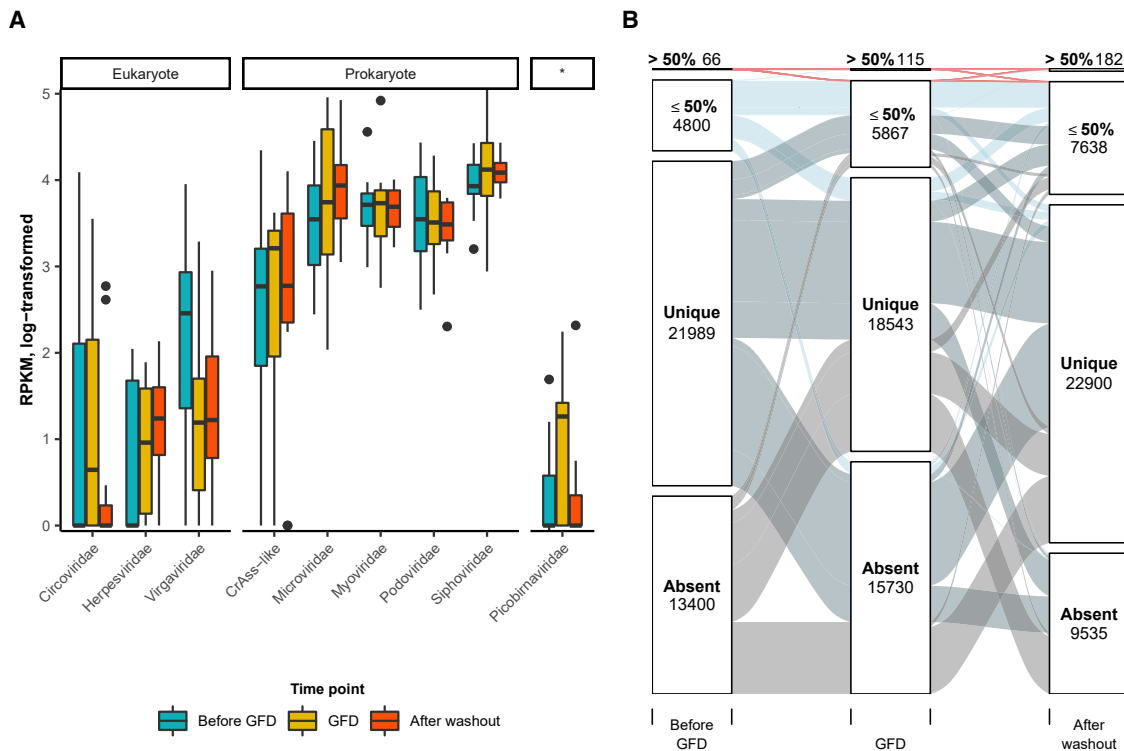 A
Eukaryote
Prokaryote
*
RPKM, log-transformed
5
4
3
2
1
0
Circoviridae
Herpesviridae
Virgaviridae
CrAss-like
Microviridae
Myoviridae
Podoviridae
Siphoviridae
Picobirnaviridae
Time point
Before GFD
GFD
After washout
B
> 50% 66
≤ 50%
4800
Unique
21989
Absent
13400
> 50% 115
≤ 50%
5867
Unique
18543
Absent
15730
> 50% 182
≤ 50%
7638
Unique
22900
Absent
9535
Before
GFD
GFD
After
washout